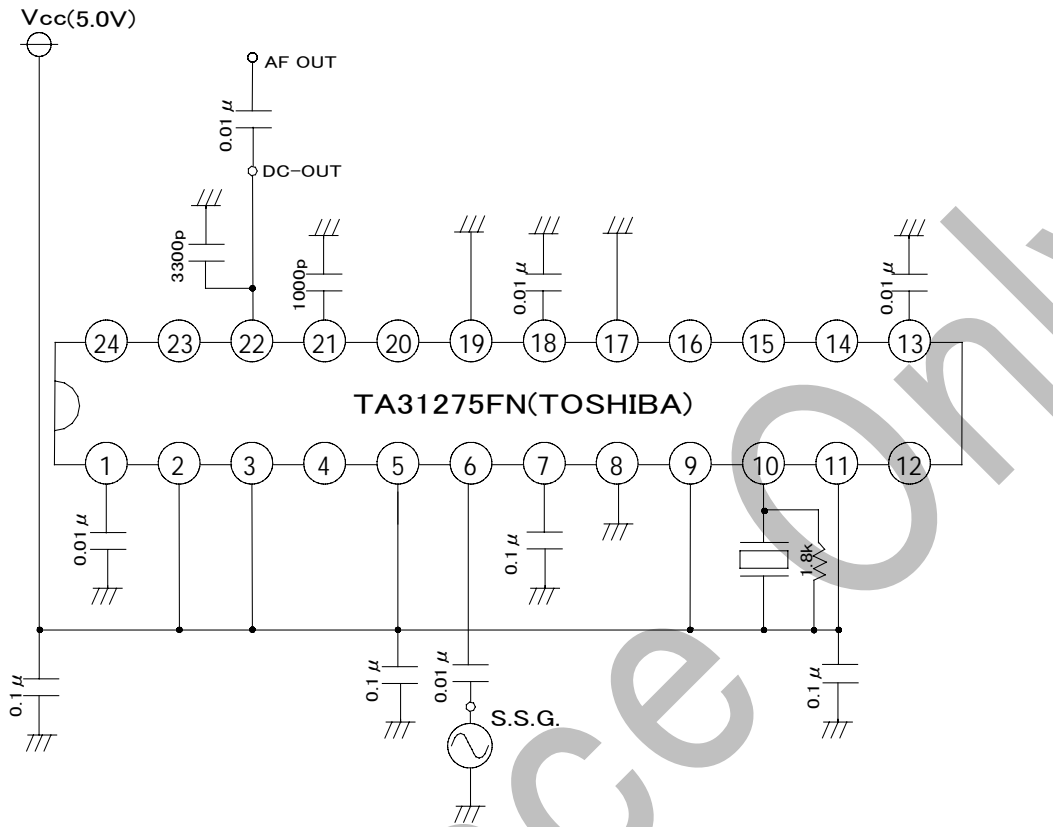 Vcc(5.0V)
AF OUT
0.01μ
DC-OUT
3300p
1000p
0.01μ
0.01μ
24 23 22 21 20 19 18 17 16 15 14 13
TA31275FN(TOSHIBA)
1 2 3 4 5 6 7 8 9 10 11 12
0.01μ
0.1μ
1.8k
0.1μ
0.1μ
0.01μ
0.1μ
S.S.G.
ce Only